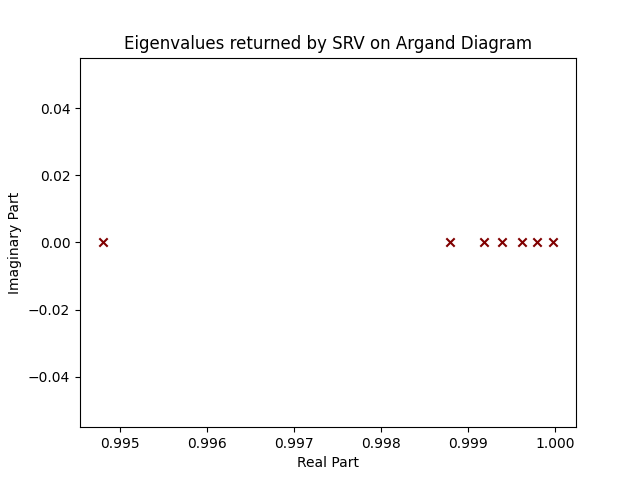 Eigenvalues returned by SRV on Argand Diagram
0.04
0.02
0.00
−0.02
−0.04
Imaginary Part
0.995 0.996 0.997 0.998 0.999 1.000
Real Part